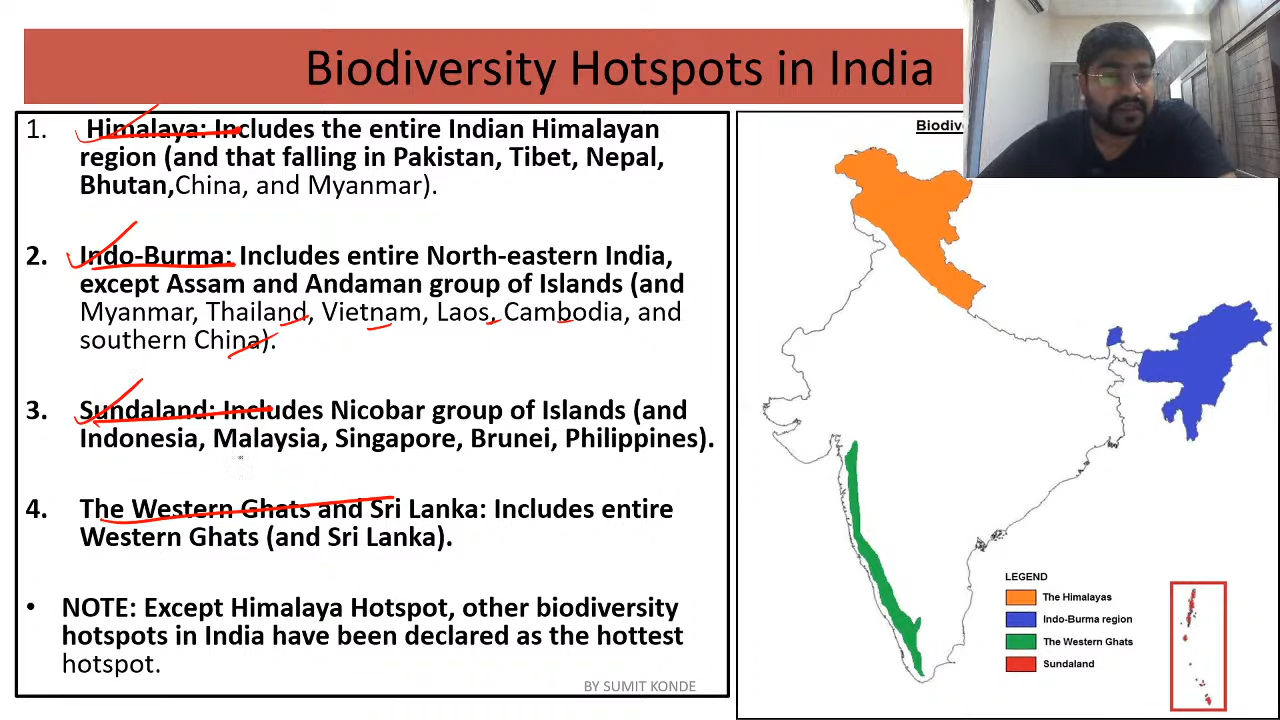 Biodiversity Hotspots in India
1. Himalaya: Includes the entire Indian Himalayan
region (and that falling in Pakistan, Tibet, Nepal,
Bhutan,China, and Myanmar).
2. Indo-Burma: Includes entire North-eastern India,
except Assam and Andaman group of Islands (and
Myanmar, Thailand, Vietnam, Laos, Cambodia, and
southern China).
3. Sundaland: Includes Nicobar group of Islands (and
Indonesia, Malaysia, Singapore, Brunei, Philippines).
4. The Western Ghats and Sri Lanka: Includes entire
Western Ghats (and Sri Lanka).
• NOTE: Except Himalaya Hotspot, other biodiversity
hotspots in India have been declared as the hottest
hotspot.
BY SUMIT KONDE
LEGEND
The Himalayas
Indo-Burma region
The Western Ghats
Sundaland